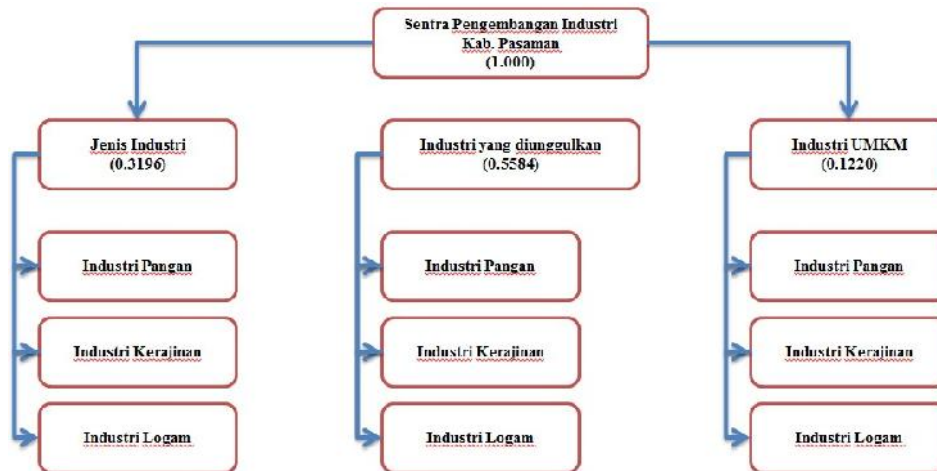 Sentra Pengembangan Industri
Kab. Pasaman
(1.000)
Jenis Industri
(0.3196)
Industri yang diunggulkan
(0.5584)
Industri UMKM
(0.1220)
Industri Pangan
Industri Pangan
Industri Pangan
Industri Kerajinan
Industri Kerajinan
Industri Kerajinan
Industri Logam
Industri Logam
Industri Logam